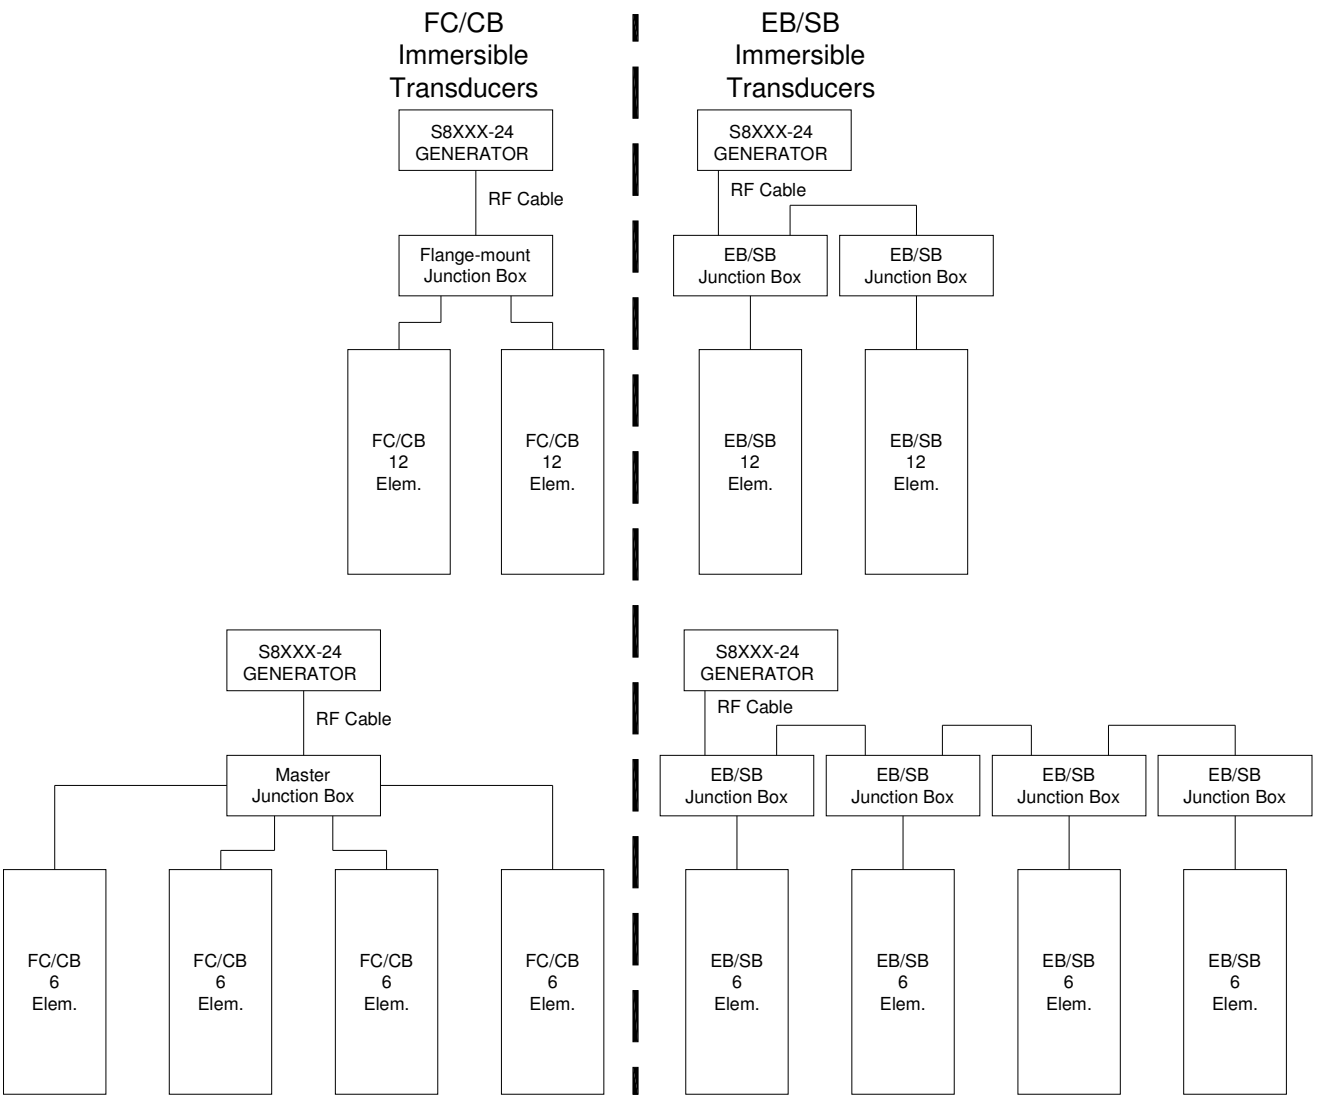 FC/CB
Immersible
Transducers
S8XXX-24
GENERATOR
RF Cable
Flange-mount
Junction Box
FC/CB
12
Elem.
FC/CB
12
Elem.
EB/SB
Immersible
Transducers
S8XXX-24
GENERATOR
RF Cable
EB/SB
Junction Box
EB/SB
Junction Box
EB/SB
12
Elem.
EB/SB
12
Elem.
S8XXX-24
GENERATOR
RF Cable
Master
Junction Box
FC/CB
6
Elem.
FC/CB
6
Elem.
FC/CB
6
Elem.
FC/CB
6
Elem.
S8XXX-24
GENERATOR
RF Cable
EB/SB
Junction Box
EB/SB
Junction Box
EB/SB
Junction Box
EB/SB
Junction Box
EB/SB
6
Elem.
EB/SB
6
Elem.
EB/SB
6
Elem.
EB/SB
6
Elem.